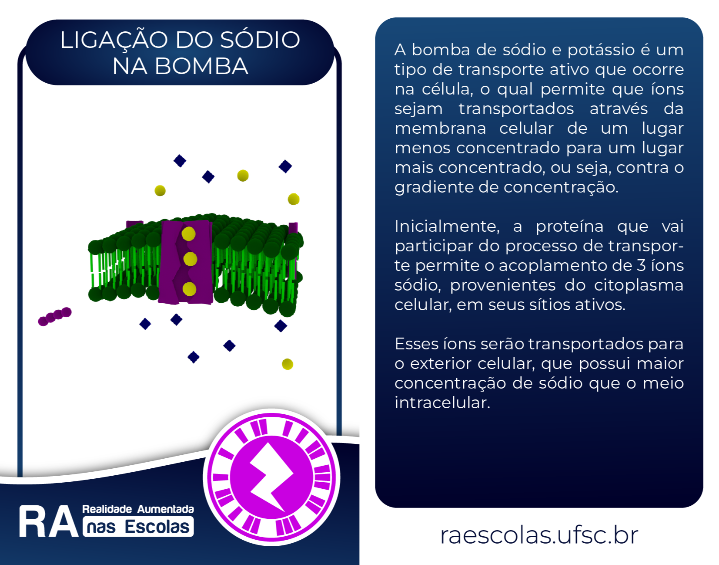 LIGAÇÃO DO SÓDIO
NA BOMBA
RA Realidade Aumentada
nas Escolas
A bomba de sódio e potássio é um
tipo de transporte ativo que ocorre
na célula, o qual permite que íons
sejam transportados através da
membrana celular de um lugar
menos concentrado para um lugar
mais concentrado, ou seja, contra o
gradiente de concentração.
Inicialmente, a proteína que vai
participar do processo de transpor-
te permite o acoplamento de 3 íons
sódio, provenientes do citoplasma
celular, em seus sítios ativos.
Esses íons serão transportados para
o exterior celular, que possui maior
concentração de sódio que o meio
intracelular.
raescolas.ufsc.br